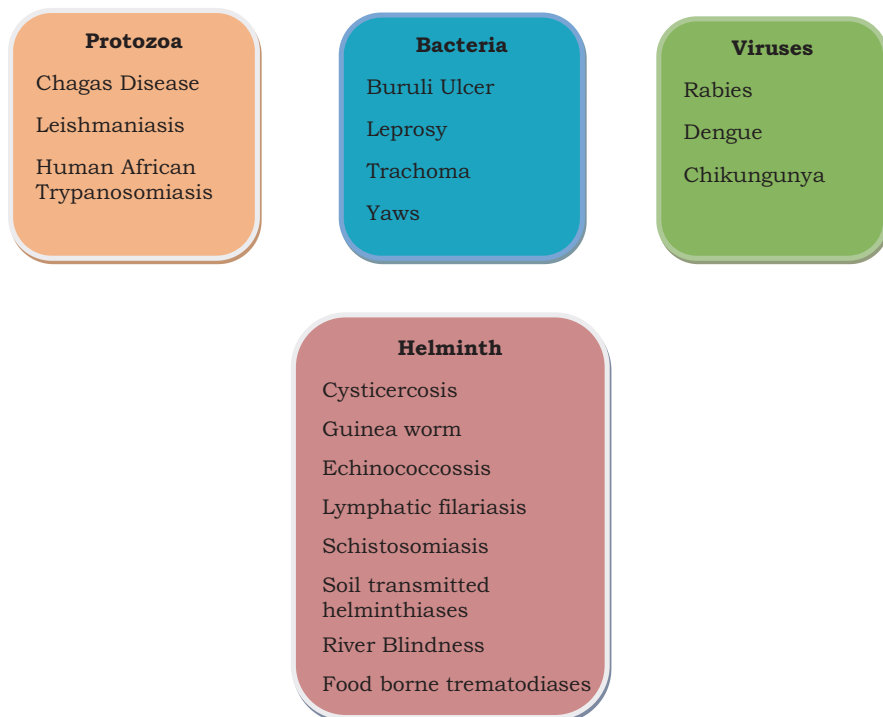 Protozoa
Chagas Disease
Leishmaniasis
Human African
Trypanosomiasis
Bacteria
Buruli Ulcer
Leprosy
Trachoma
Yaws
Viruses
Rabies
Dengue
Chikungunya
Helminth
Cysticercosis
Guinea worm
Echinococcossis
Lymphatic filariasis
Schistosomiasis
Soil transmitted
helminthiases
River Blindness
Food borne trematodiases